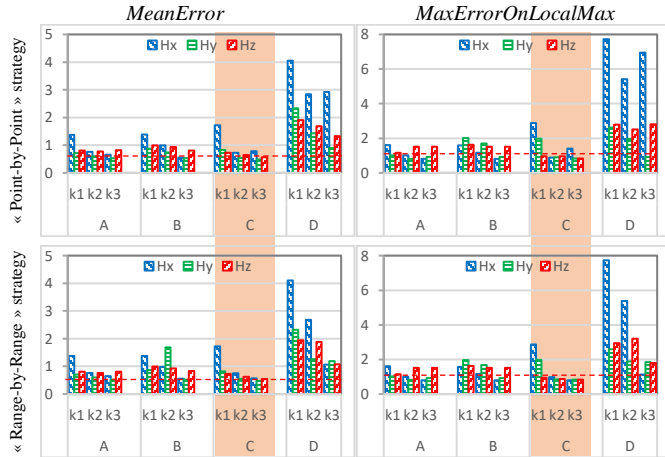 MeanError
MaxErrorOnLocalMax
« Point-by-Point » strategy
5
4
3
2
1
0
Hx Hy Hz
k1 k2 k3 k1 k2 k3 k1 k2 k3 k1 k2 k3
A B C D
8
6
4
2
0
Hx Hy Hz
k1 k2 k3 k1 k2 k3 k1 k2 k3 k1 k2 k3
A B C D
« Range-by-Range » strategy
5
4
3
2
1
0
Hx Hy Hz
k1 k2 k3 k1 k2 k3 k1 k2 k3 k1 k2 k3
A B C D
8
6
4
2
0
Hx Hy Hz
k1 k2 k3 k1 k2 k3 k1 k2 k3 k1 k2 k3
A B C D